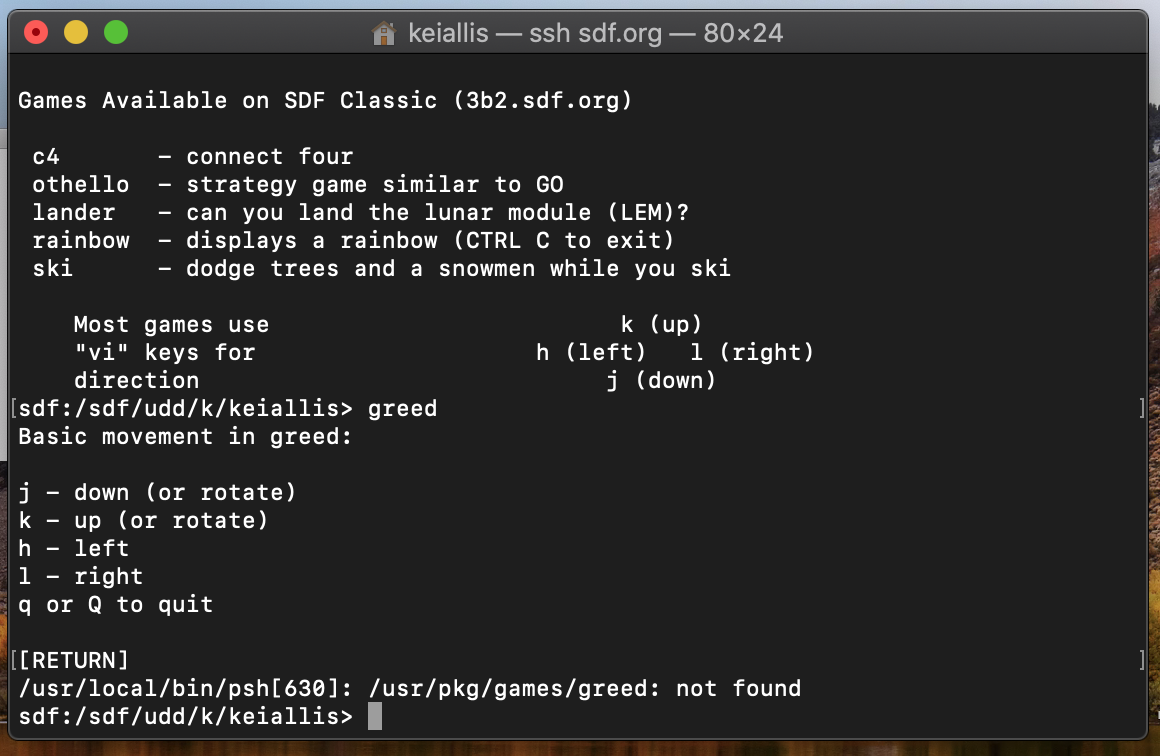 keiallis — ssh sdf.org — 80×24
Games Available on SDF Classic (3b2.sdf.org)
c4       – connect four
othello  – strategy game similar to GO
lander   – can you land the lunar module (LEM)?
rainbow  – displays a rainbow (CTRL C to exit)
ski      – dodge trees and a snowmen while you ski
Most games use                         k (up)
"vi" keys for                    h (left)   l (right)
direction                             j (down)
[sdf:/sdf/udd/k/keiallis> greed ]
Basic movement in greed:
j – down (or rotate)
k – up (or rotate)
h – left
l – right
q or Q to quit
[[RETURN] ]
/usr/local/bin/psh[630]: /usr/pkg/games/greed: not found
sdf:/sdf/udd/k/keiallis>